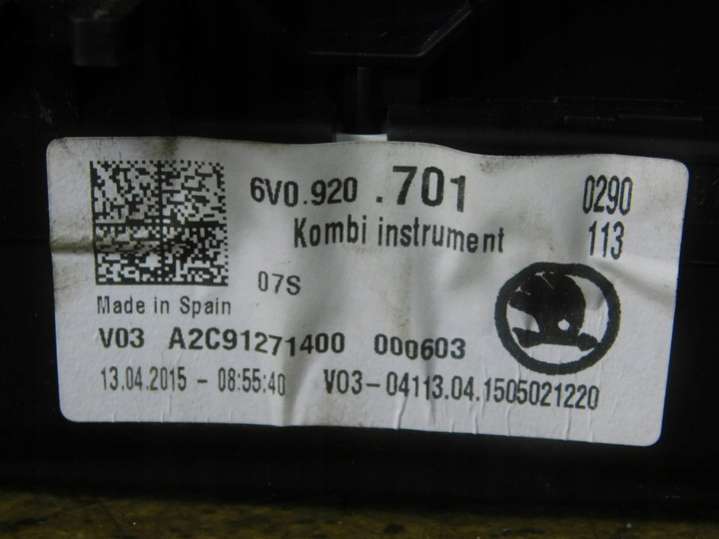 6V0.920 .701 0290
Kombi instrument 113
07S
Made in Spain
V03 A2C91271400 000603
13.04.2015 - 08:55:40 V03-04113.04.1505021220